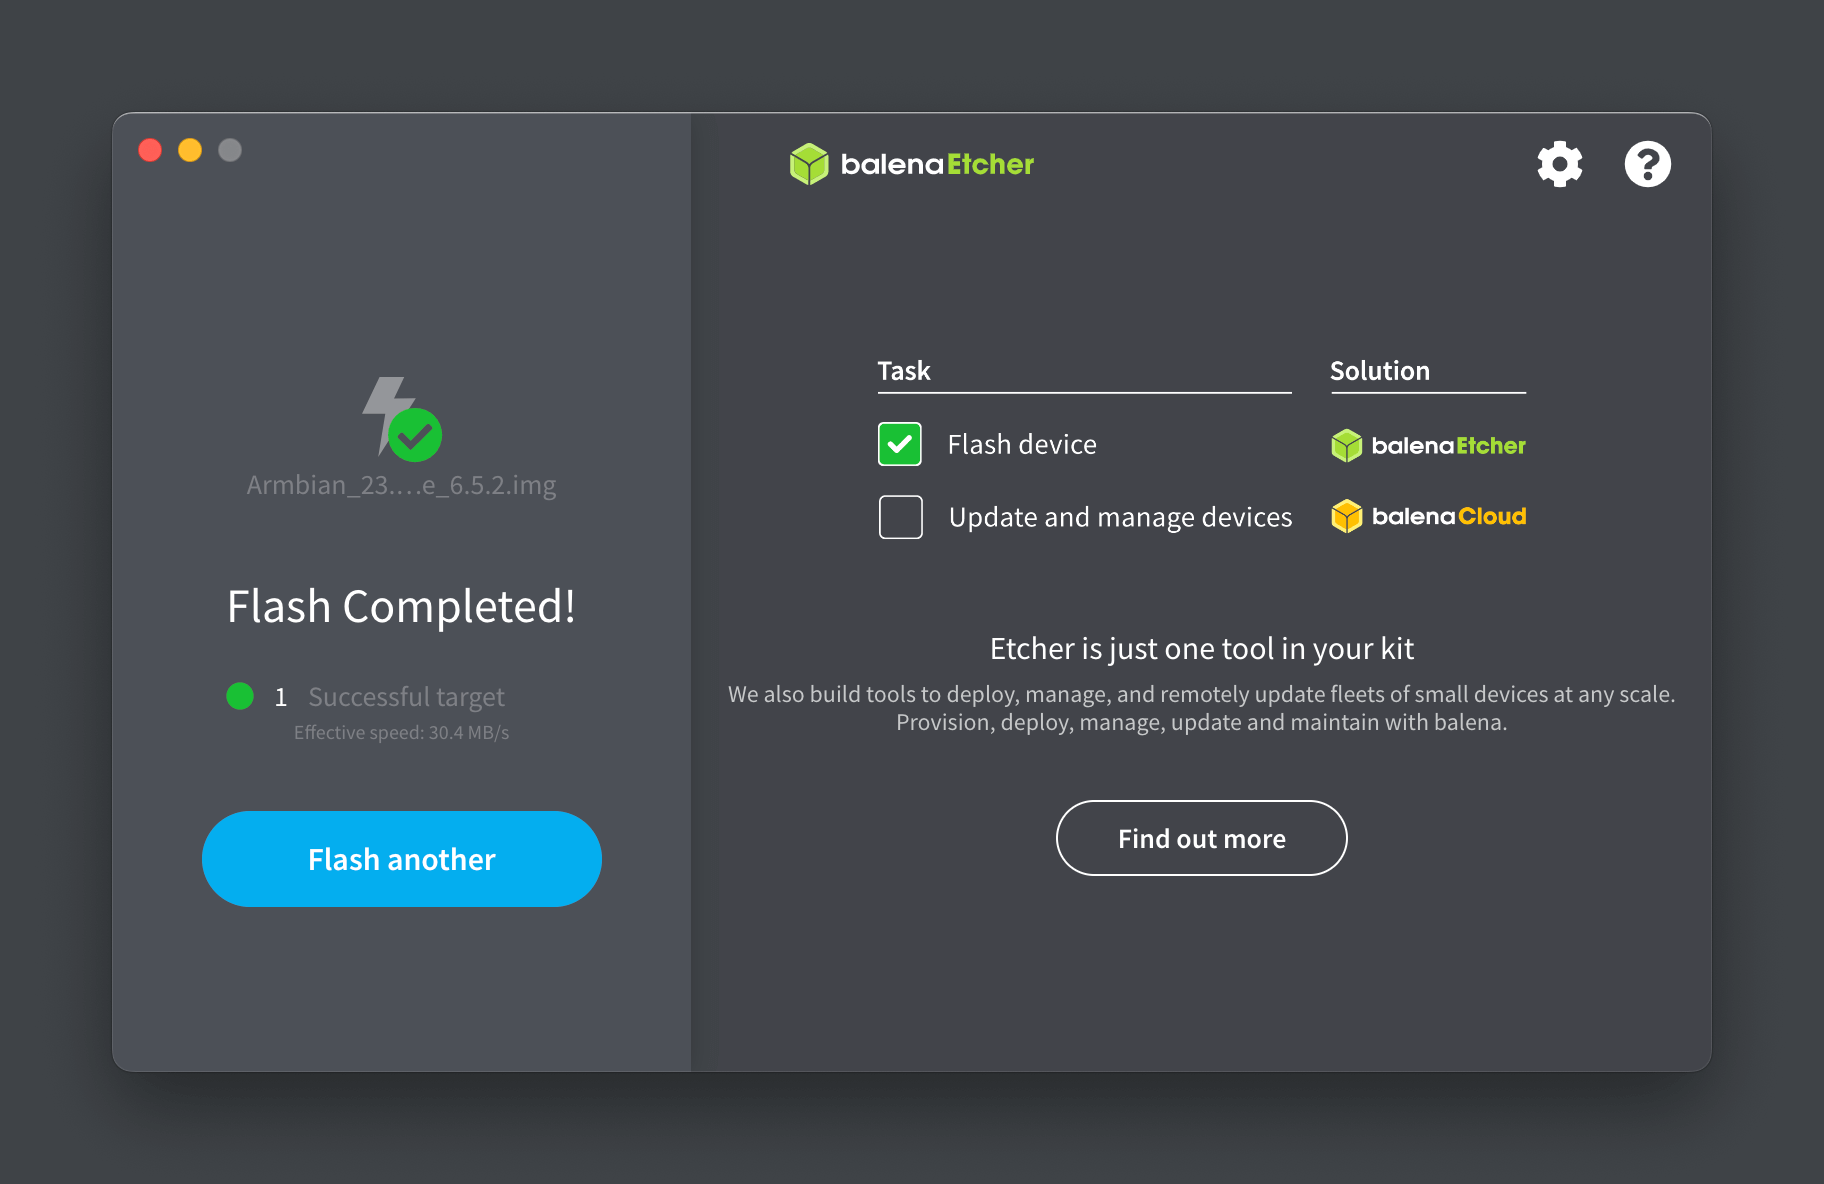 balenaEtcher
Armbian_23....e_6.5.2.img
Flash Completed!
1 Successful target
Effective speed: 30.4 MB/s
Flash another
Task Solution
Flash device balenaEtcher
Update and manage devices balenaCloud
Etcher is just one tool in your kit
We also build tools to deploy, manage, and remotely update fleets of small devices at any scale.
Provision, deploy, manage, update and maintain with balena.
Find out more